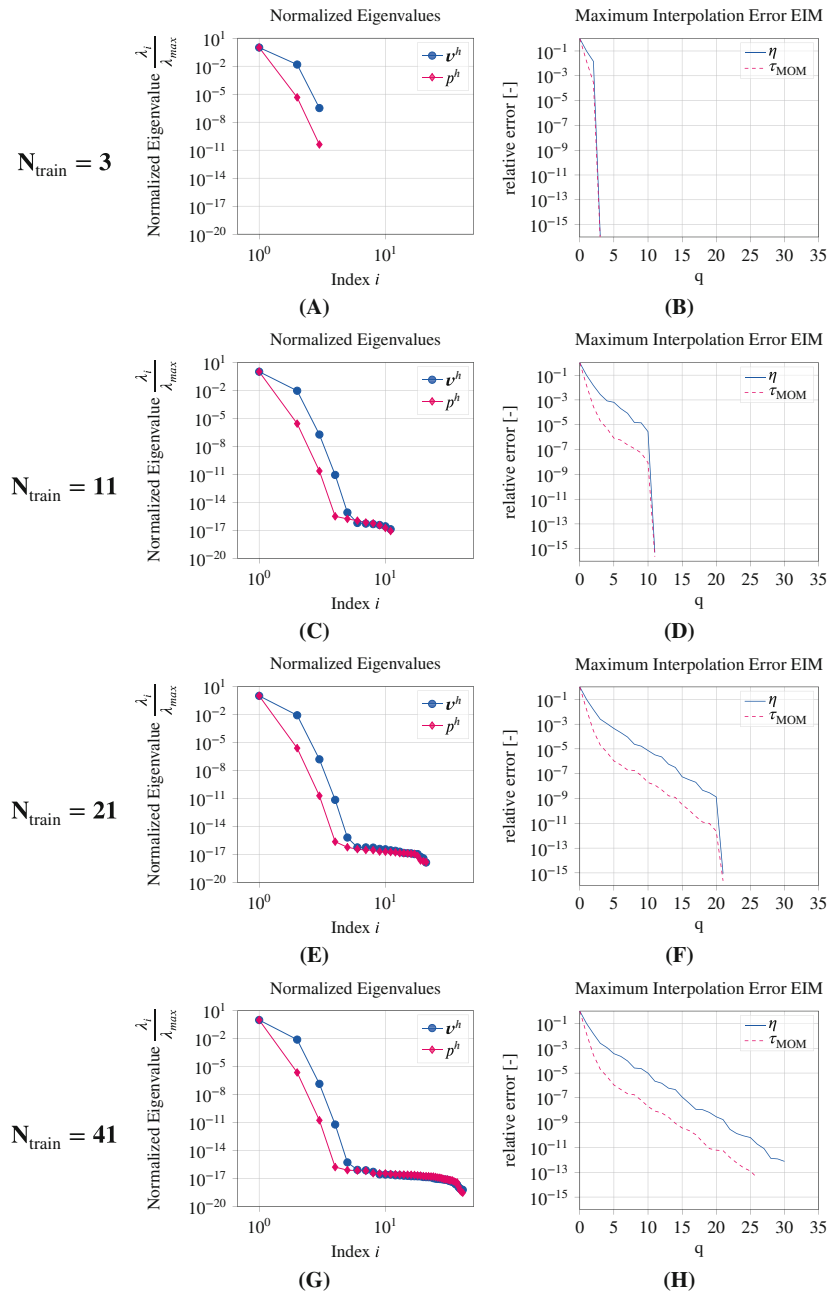 N_train = 3
Normalized Eigenvalues
Normalized Eigenvalue λ_i/λ_max
10^1
10^-2
10^-5
10^-8
10^-11
10^-14
10^-17
10^-20
v^h
p^h
10^0 10^1
Index i
(A)
Maximum Interpolation Error EIM
relative error [-]
10^-1
10^-3
10^-5
10^-7
10^-9
10^-11
10^-13
10^-15
η
τ_MOM
0 5 10 15 20 25 30 35
q
(B)
N_train = 11
Normalized Eigenvalues
Normalized Eigenvalue λ_i/λ_max
10^1
10^-2
10^-5
10^-8
10^-11
10^-14
10^-17
10^-20
v^h
p^h
10^0 10^1
Index i
(C)
Maximum Interpolation Error EIM
relative error [-]
10^-1
10^-3
10^-5
10^-7
10^-9
10^-11
10^-13
10^-15
η
τ_MOM
0 5 10 15 20 25 30 35
q
(D)
N_train = 21
Normalized Eigenvalues
Normalized Eigenvalue λ_i/λ_max
10^1
10^-2
10^-5
10^-8
10^-11
10^-14
10^-17
10^-20
v^h
p^h
10^0 10^1
Index i
(E)
Maximum Interpolation Error EIM
relative error [-]
10^-1
10^-3
10^-5
10^-7
10^-9
10^-11
10^-13
10^-15
η
τ_MOM
0 5 10 15 20 25 30 35
q
(F)
N_train = 41
Normalized Eigenvalues
Normalized Eigenvalue λ_i/λ_max
10^1
10^-2
10^-5
10^-8
10^-11
10^-14
10^-17
10^-20
v^h
p^h
10^0 10^1
Index i
(G)
Maximum Interpolation Error EIM
relative error [-]
10^-1
10^-3
10^-5
10^-7
10^-9
10^-11
10^-13
10^-15
η
τ_MOM
0 5 10 15 20 25 30 35
q
(H)